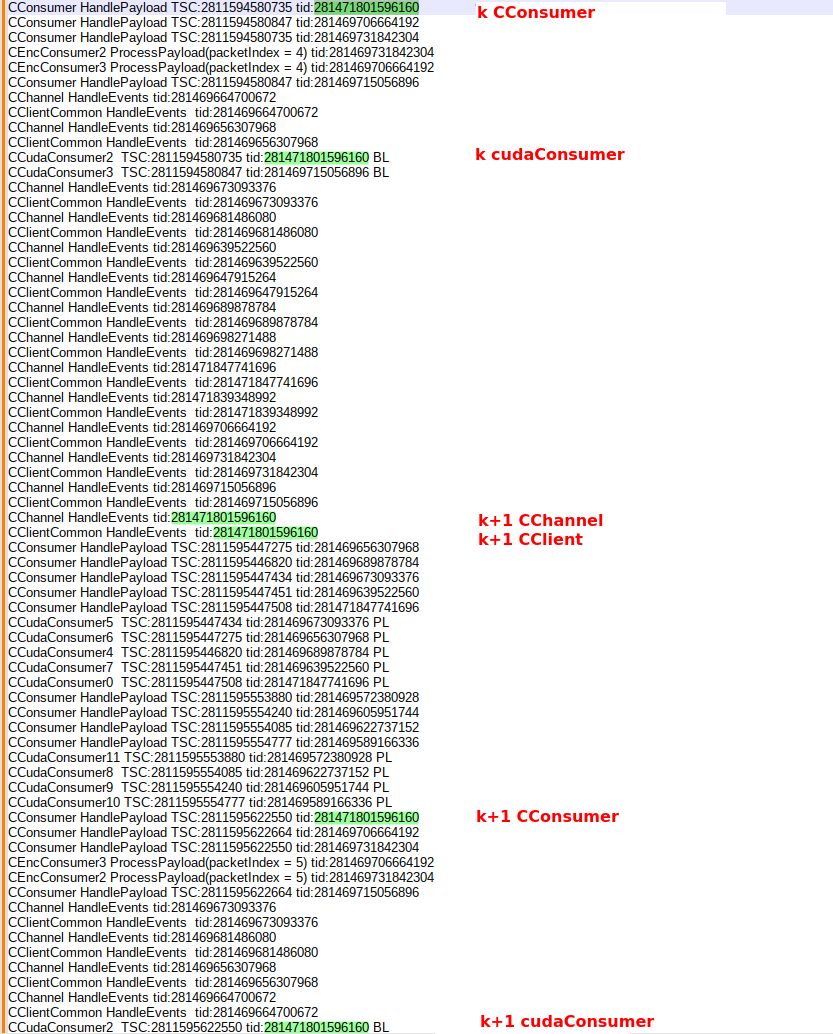 CConsumer HandlePayload TSC:2811594580735 tid:281471801596160 k CConsumer
CConsumer HandlePayload TSC:2811594580847 tid:281469706664192
CConsumer HandlePayload TSC:2811594580735 tid:281469731842304
CEncConsumer2 ProcessPayload(packetIndex = 4) tid:281469731842304
CEncConsumer3 ProcessPayload(packetIndex = 4) tid:281469706664192
CConsumer HandlePayload TSC:2811594580847 tid:281469715056896
CChannel HandleEvents tid:281469664700672
CClientCommon HandleEvents  tid:281469664700672
CChannel HandleEvents tid:281469656307968
CClientCommon HandleEvents  tid:281469656307968
CCudaConsumer2  TSC:2811594580735 tid:281471801596160 BL k cudaConsumer
CCudaConsumer3  TSC:2811594580847 tid:281469715056896 BL
CChannel HandleEvents tid:281469673093376
CClientCommon HandleEvents  tid:281469673093376
CChannel HandleEvents tid:281469681486080
CClientCommon HandleEvents  tid:281469681486080
CChannel HandleEvents tid:281469639522560
CClientCommon HandleEvents  tid:281469639522560
CChannel HandleEvents tid:281469647915264
CClientCommon HandleEvents  tid:281469647915264
CChannel HandleEvents tid:281469689878784
CClientCommon HandleEvents  tid:281469689878784
CChannel HandleEvents tid:281469698271488
CClientCommon HandleEvents  tid:281469698271488
CChannel HandleEvents tid:281471847741696
CClientCommon HandleEvents  tid:281471847741696
CChannel HandleEvents tid:281471839348992
CClientCommon HandleEvents  tid:281471839348992
CChannel HandleEvents tid:281469706664192
CClientCommon HandleEvents  tid:281469706664192
CChannel HandleEvents tid:281469731842304
CClientCommon HandleEvents  tid:281469731842304
CChannel HandleEvents tid:281469715056896
CClientCommon HandleEvents  tid:281469715056896
CChannel HandleEvents tid:281471801596160 k+1 CChannel
CClientCommon HandleEvents  tid:281471801596160 k+1 CClient
CConsumer HandlePayload TSC:2811595447275 tid:281469656307968
CConsumer HandlePayload TSC:2811595446820 tid:281469689878784
CConsumer HandlePayload TSC:2811595447434 tid:281469673093376
CConsumer HandlePayload TSC:2811595447451 tid:281469639522560
CConsumer HandlePayload TSC:2811595447508 tid:281471847741696
CCudaConsumer5  TSC:2811595447434 tid:281469673093376 PL
CCudaConsumer6  TSC:2811595447275 tid:281469656307968 PL
CCudaConsumer4  TSC:2811595446820 tid:281469689878784 PL
CCudaConsumer7  TSC:2811595447451 tid:281469639522560 PL
CCudaConsumer0  TSC:2811595447508 tid:281471847741696 PL
CConsumer HandlePayload TSC:2811595553880 tid:281469572380928
CConsumer HandlePayload TSC:2811595554240 tid:281469605951744
CConsumer HandlePayload TSC:2811595554085 tid:281469622737152
CConsumer HandlePayload TSC:2811595554777 tid:281469589166336
CCudaConsumer11 TSC:2811595553880 tid:281469572380928 PL
CCudaConsumer8  TSC:2811595554085 tid:281469622737152 PL
CCudaConsumer9  TSC:2811595554240 tid:281469605951744 PL
CCudaConsumer10 TSC:2811595554777 tid:281469589166336 PL
CConsumer HandlePayload TSC:2811595622550 tid:281471801596160 k+1 CConsumer
CConsumer HandlePayload TSC:2811595622664 tid:281469706664192
CConsumer HandlePayload TSC:2811595622550 tid:281469731842304
CEncConsumer3 ProcessPayload(packetIndex = 5) tid:281469706664192
CEncConsumer2 ProcessPayload(packetIndex = 5) tid:281469731842304
CConsumer HandlePayload TSC:2811595622664 tid:281469715056896
CChannel HandleEvents tid:281469673093376
CClientCommon HandleEvents  tid:281469673093376
CChannel HandleEvents tid:281469681486080
CClientCommon HandleEvents  tid:281469681486080
CChannel HandleEvents tid:281469656307968
CClientCommon HandleEvents  tid:281469656307968
CChannel HandleEvents tid:281469664700672
CClientCommon HandleEvents  tid:281469664700672
CCudaConsumer2  TSC:2811595622550 tid:281471801596160 BL k+1 cudaConsumer